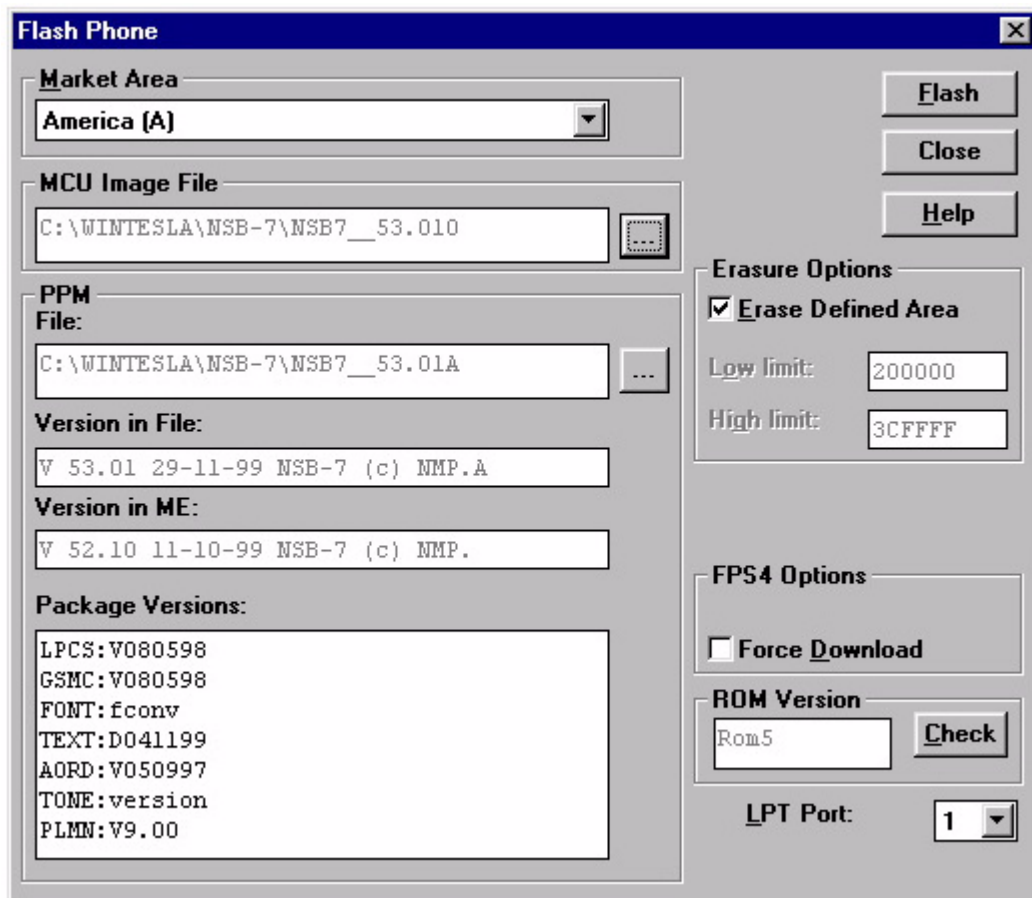 Flash Phone
Market Area
America (A)
MCU Image File
C:\WINTESLA\NSB-7\NSB7__53.010
...
PPM
File:
C:\WINTESLA\NSB-7\NSB7__53.01A
...
Version in File:
V 53.01 29-11-99 NSB-7 (c) NMP.A
Version in ME:
V 52.10 11-10-99 NSB-7 (c) NMP.
Package Versions:
LPCS:V080598
GSMC:V080598
FONT:fconv
TEXT:D041199
AORD:V050997
TONE:version
PLMN:V9.00
Flash
Close
Help
Erasure Options
Erase Defined Area
Low limit:
200000
High limit:
3CFFFF
FPS4 Options
Force Download
ROM Version
Rom5
Check
LPT Port:
1